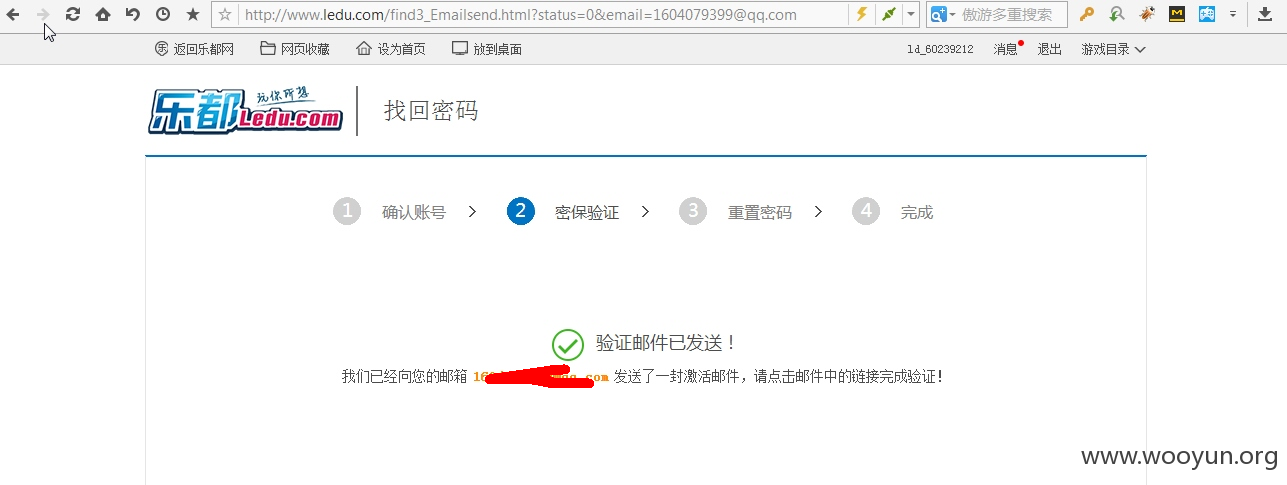 http://www.ledu.com/find3_Emailsend.html?status=0&email=1604079399@qq.com
傲游多重搜索
返回乐都网 网页收藏 设为首页 放到桌面 ld_60239212 消息 退出 游戏目录
乐都 玩你所想 Ledu.com 找回密码
1 确认账号 2 密保验证 3 重置密码 4 完成
验证邮件已发送！
我们已经向您的邮箱 .com 发送了一封激活邮件，请点击邮件中的链接完成验证！
www.wooyun.org